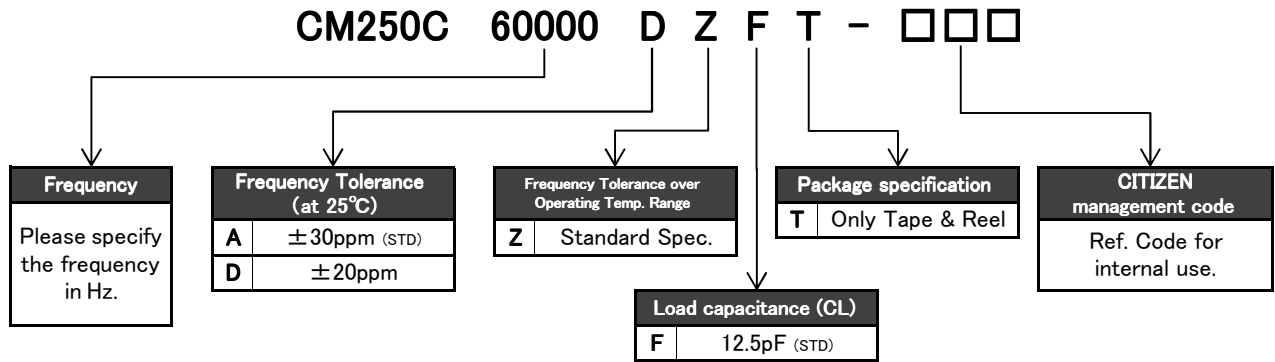 CM250C 60000 D Z F T - □□□
Frequency
Please specify
the frequency
in Hz.
Frequency Tolerance
(at 25℃)
A ±30ppm (STD)
D ±20ppm
Frequency Tolerance over
Operating Temp. Range
Z Standard Spec.
Load capacitance (CL)
F 12.5pF (STD)
Package specification
T Only Tape & Reel
CITIZEN
management code
Ref. Code for
internal use.